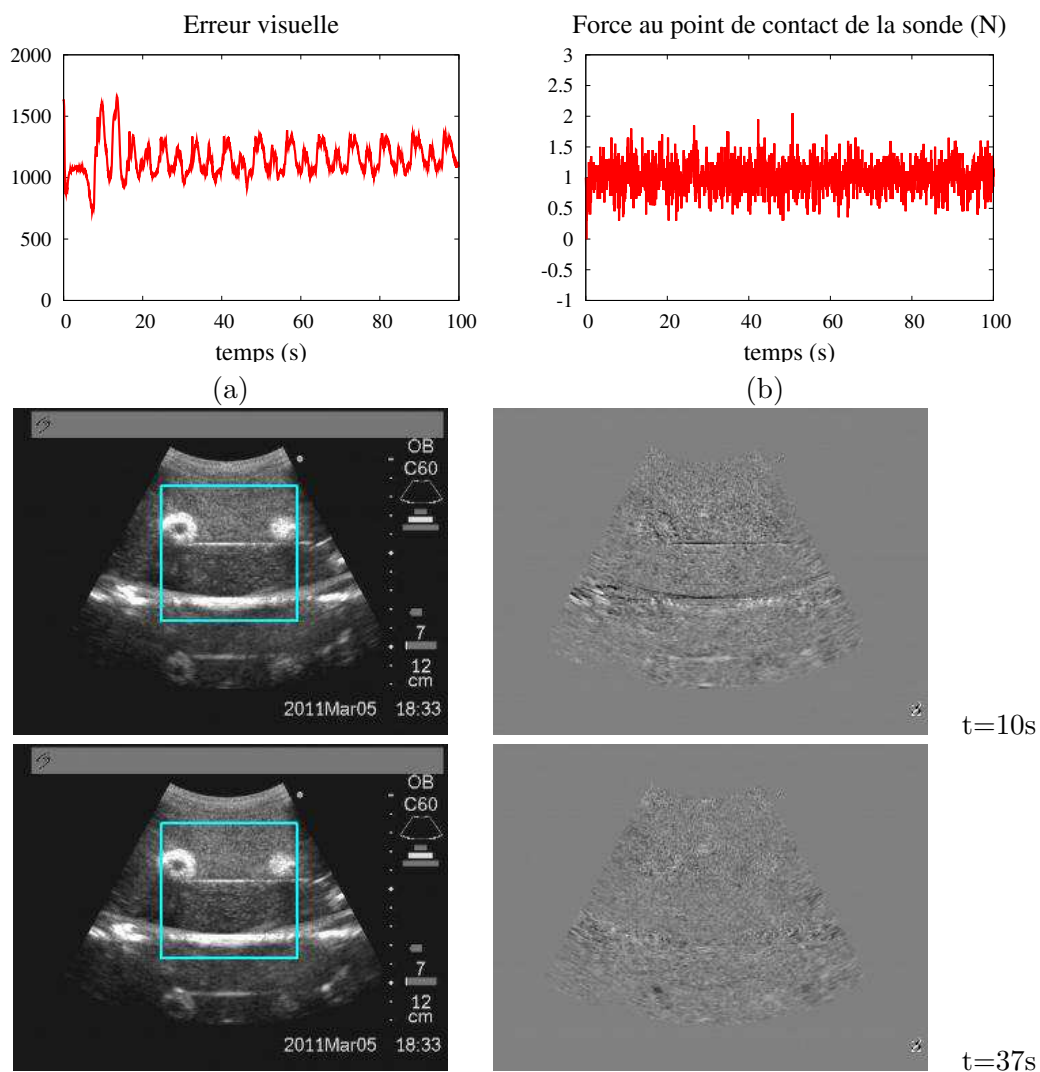 Erreur visuelle
2000
1500
1000
500
0
0 20 40 60 80 100
temps (s)
(a)
Force au point de contact de la sonde (N)
3
2.5
2
1.5
1
0.5
0
-0.5
-1
0 20 40 60 80 100
temps (s)
(b)
OB
C60
7
12
cm
2011Mar05 18:33
t=10s
OB
C60
7
12
cm
2011Mar05 18:33
t=37s